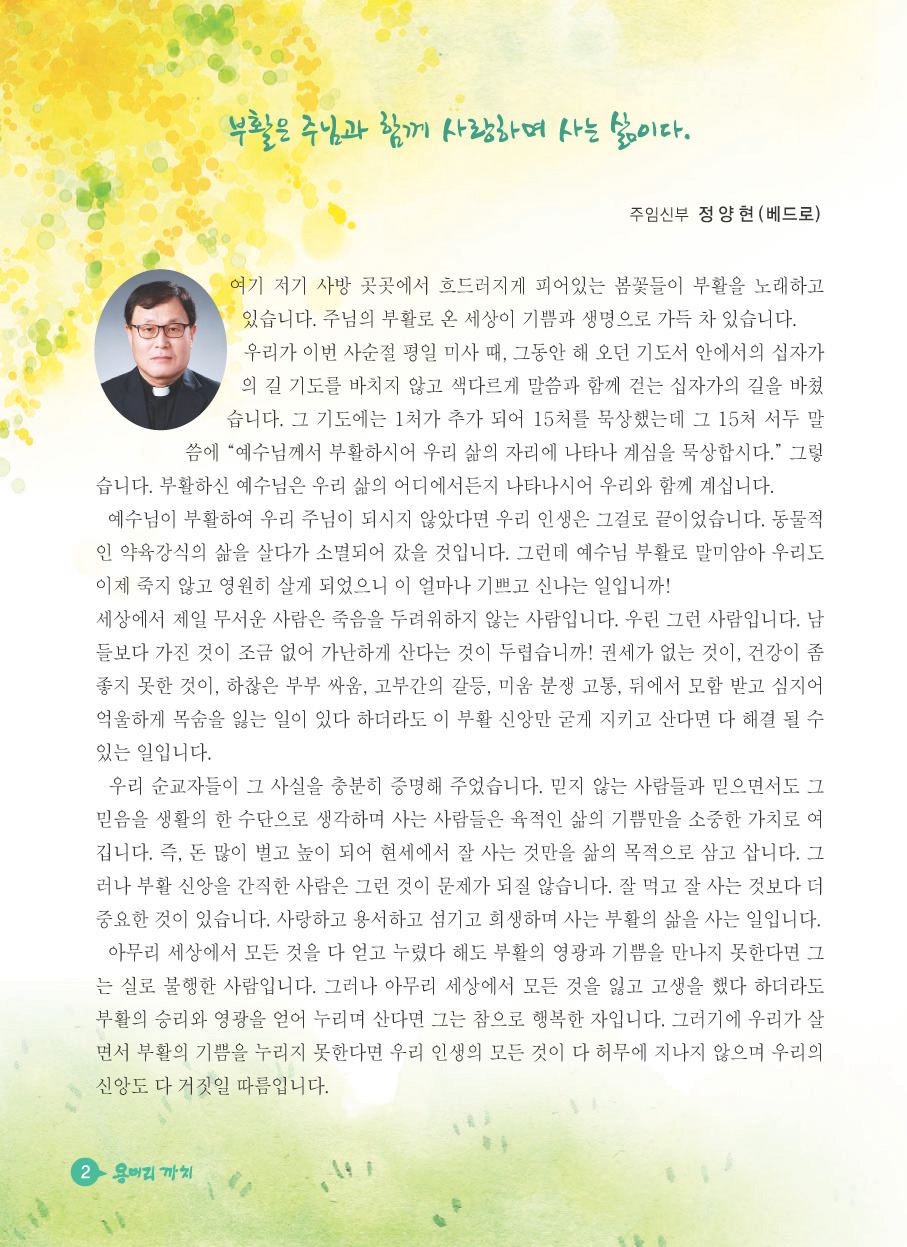 부활은 주님과 함께 사랑하며 사는 삶이다.
주임신부 정양현(베드로)
여기 저기 사방 곳곳에서 흐드러지게 피어있는 봄꽃들이 부활을 노래하고
있습니다. 주님의 부활로 온 세상이 기쁨과 생명으로 가득 차 있습니다.
우리가 이번 사순절 평일 미사 때, 그동안 해 오던 기도서 안에서의 십자가
의 길 기도를 바치지 않고 색다르게 말씀과 함께 걷는 십자가의 길을 바쳤
습니다. 그 기도에는 1처가 추가 되어 15처를 묵상했는데 그 15처 서두 말
씀에 “예수님께서 부활하시어 우리 삶의 자리에 나타나 계심을 묵상합시다.” 그렇
습니다. 부활하신 예수님은 우리 삶의 어디에서든지 나타나시어 우리와 함께 계십니다.
예수님이 부활하여 우리 주님이 되시지 않았다면 우리 인생은 그걸로 끝이었습니다. 동물적
인 약육강식의 삶을 살다가 소멸되어 갔을 것입니다. 그런데 예수님 부활로 말미암아 우리도
이제 죽지 않고 영원히 살게 되었으니 이 얼마나 기쁘고 신나는 일입니까!
세상에서 제일 무서운 사람은 죽음을 두려워하지 않는 사람입니다. 우린 그런 사람입니다. 남
들보다 가진 것이 조금 없어 가난하게 산다는 것이 두렵습니까! 권세가 없는 것이, 건강이 좀
좋지 못한 것이, 하찮은 부부 싸움, 고부간의 갈등, 미움 분쟁 고통, 뒤에서 모함 받고 심지어
억울하게 목숨을 잃는 일이 있다 하더라도 이 부활 신앙만 굳게 지키고 산다면 다 해결 될 수
있는 일입니다.
우리 순교자들이 그 사실을 충분히 증명해 주었습니다. 믿지 않는 사람들과 믿으면서도 그
믿음을 생활의 한 수단으로 생각하며 사는 사람들은 육적인 삶의 기쁨만을 소중한 가치로 여
깁니다. 즉, 돈 많이 벌고 높이 되어 현세에서 잘 사는 것만을 삶의 목적으로 삼고 삽니다. 그
러나 부활 신앙을 간직한 사람은 그런 것이 문제가 되질 않습니다. 잘 먹고 잘 사는 것보다 더
중요한 것이 있습니다. 사랑하고 용서하고 섬기고 희생하며 사는 부활의 삶을 사는 일입니다.
아무리 세상에서 모든 것을 다 얻고 누렸다 해도 부활의 영광과 기쁨을 만나지 못한다면 그
는 실로 불행한 사람입니다. 그러나 아무리 세상에서 모든 것을 잃고 고생을 했다 하더라도
부활의 승리와 영광을 얻어 누리며 산다면 그는 참으로 행복한 자입니다. 그러기에 우리가 살
면서 부활의 기쁨을 누리지 못한다면 우리 인생의 모든 것이 다 허무에 지나지 않으며 우리의
신앙도 다 거짓일 따름입니다.
2 용머리 까치